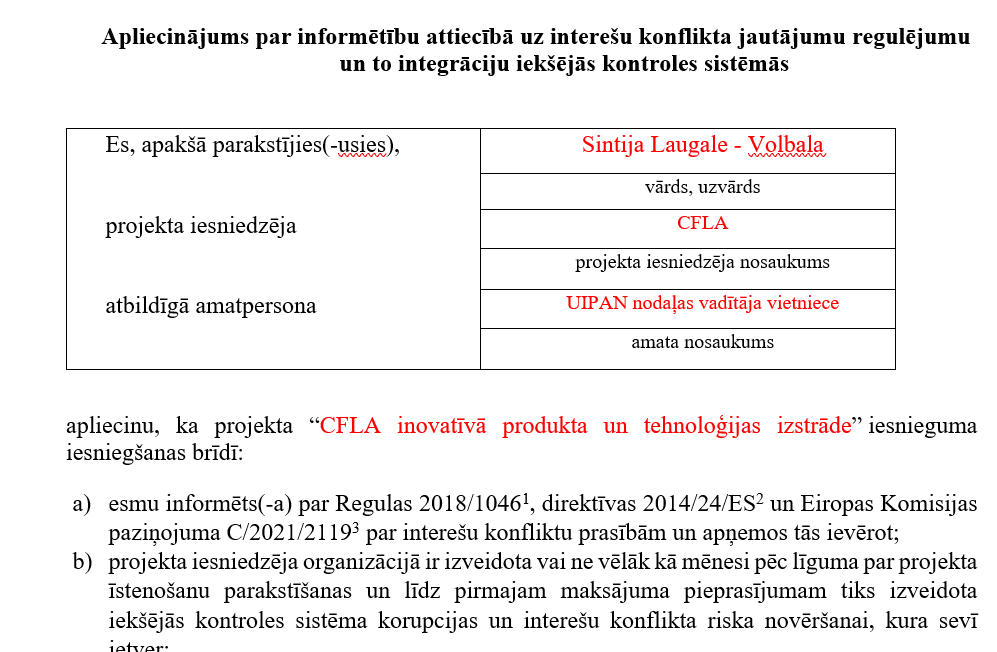 Apliecinājums par informētību attiecībā uz interešu konflikta jautājumu regulējumu
un to integrāciju iekšējās kontroles sistēmās
Es, apakšā parakstījies(-usies),
Sintija Laugale - Volbala
vārds, uzvārds
projekta iesniedzēja
CFLA
projekta iesniedzēja nosaukums
atbildīgā amatpersona
UIPAN nodaļas vadītāja vietniece
amata nosaukums
apliecinu, ka projekta “CFLA inovatīvā produkta un tehnoloģijas izstrāde” iesnieguma
iesniegšanas brīdī:
a) esmu informēts(-a) par Regulas 2018/1046¹, direktīvas 2014/24/ES² un Eiropas Komisijas
paziņojuma C/2021/2119³ par interešu konfliktu prasībām un apņemos tās ievērot;
b) projekta iesniedzēja organizācijā ir izveidota vai ne vēlāk kā mēnesi pēc līguma par projekta
īstenošanu parakstīšanas un līdz pirmajam maksājuma pieprasījumam tiks izveidota
iekšējās kontroles sistēma korupcijas un interešu konflikta riska novēršanai, kura sevī
ietver: